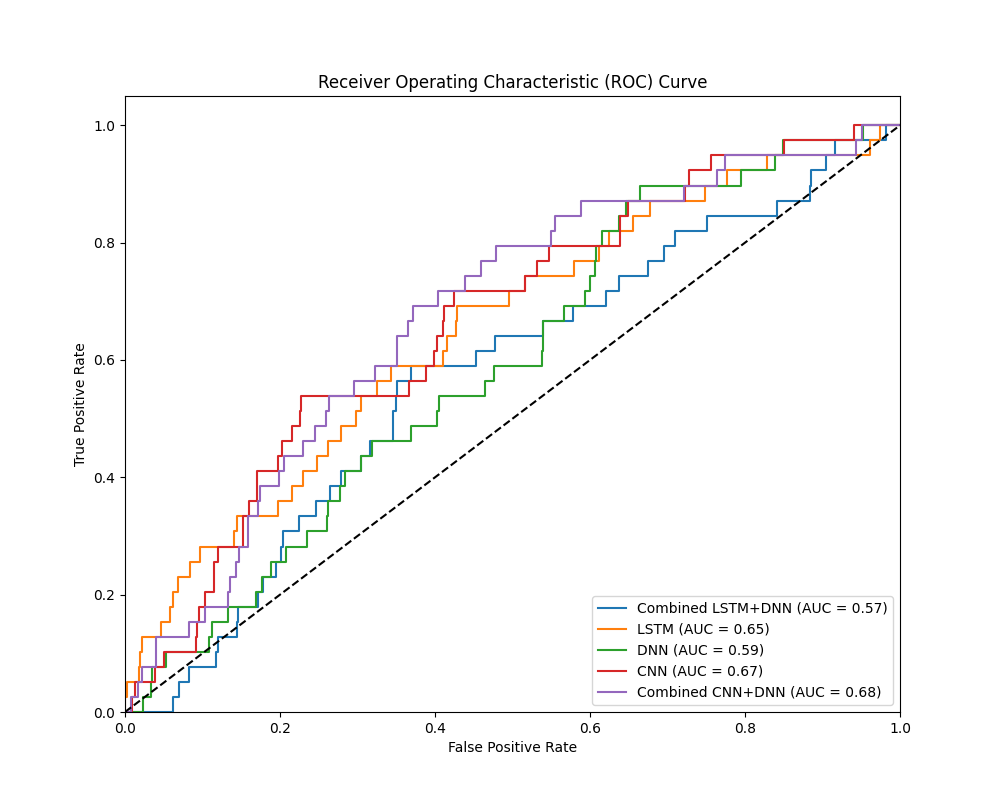 Receiver Operating Characteristic (ROC) Curve
True Positive Rate
1.0
0.8
0.6
0.4
0.2
0.0
Combined LSTM+DNN (AUC = 0.57)
LSTM (AUC = 0.65)
DNN (AUC = 0.59)
CNN (AUC = 0.67)
Combined CNN+DNN (AUC = 0.68)
0.0 0.2 0.4 0.6 0.8 1.0
False Positive Rate